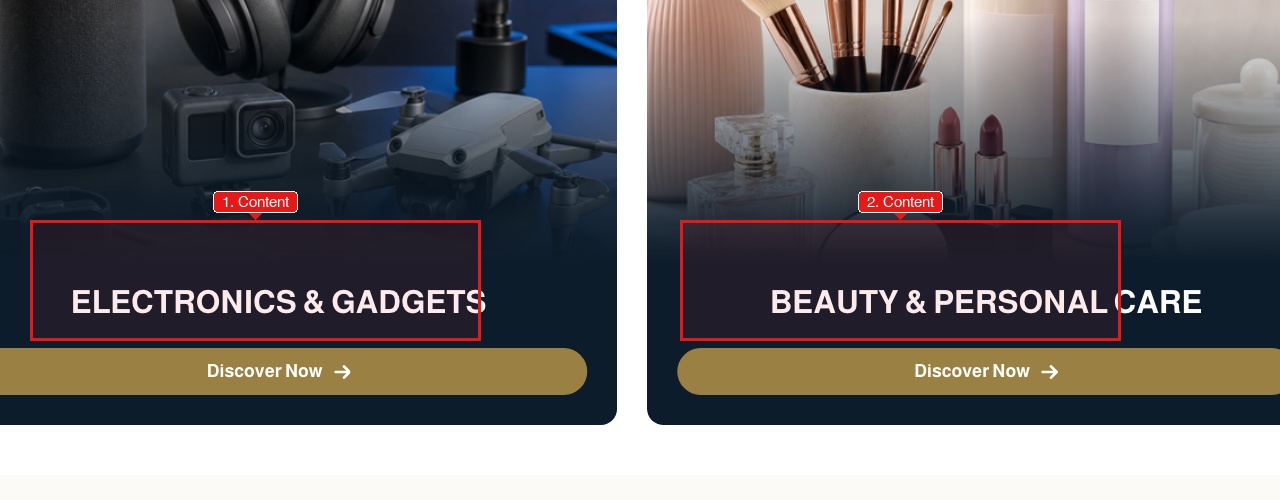 1. Content
2. Content
ELECTRONICS & GADGETS
BEAUTY & PERSONAL CARE
Discover Now
Discover Now